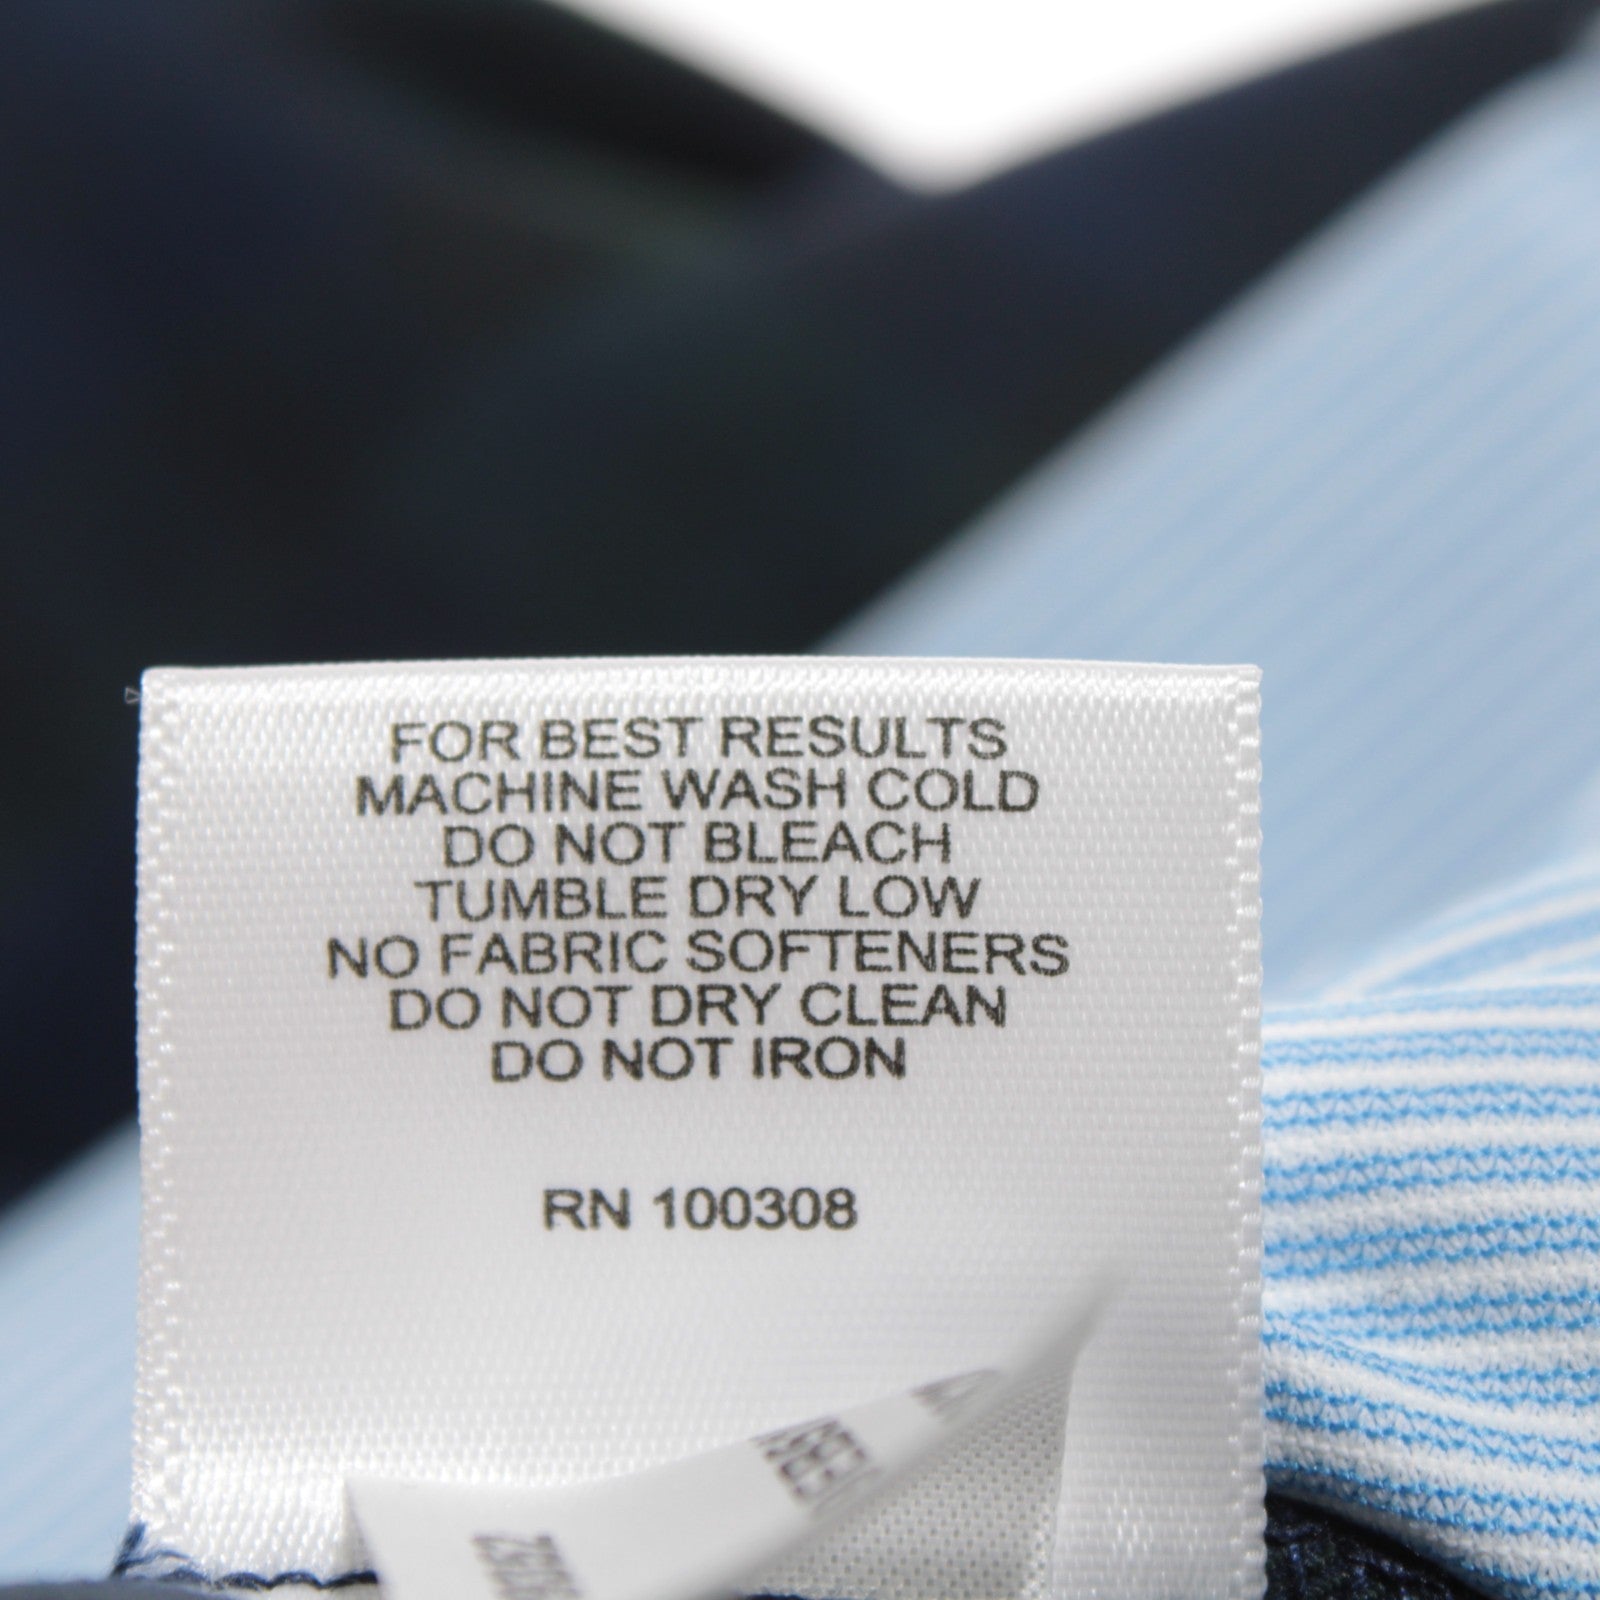 FOR BEST RESULTS
MACHINE WASH COLD
DO NOT BLEACH
TUMBLE DRY LOW
NO FABRIC SOFTENERS
DO NOT DRY CLEAN
DO NOT IRON
RN 100308